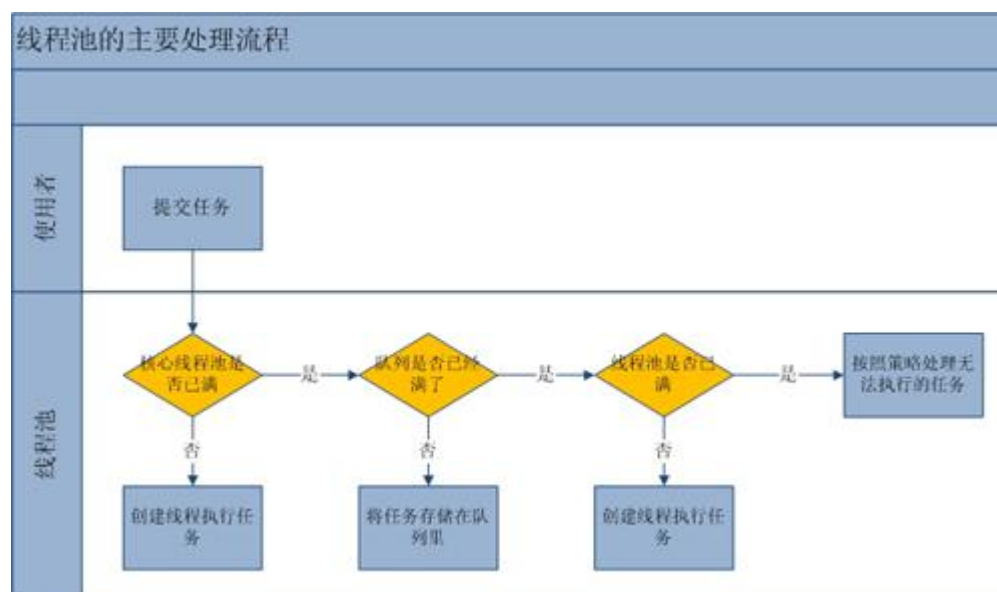 线程池的主要处理流程
使用者
提交任务
线程池
核心线程池是
否已满
是
队列是否已经
满了
是
线程池是否已
满
是
按照策略处理无
法执行的任务
否
否
否
创建线程执行任
务
将任务存储在队
列里
创建线程执行任
务